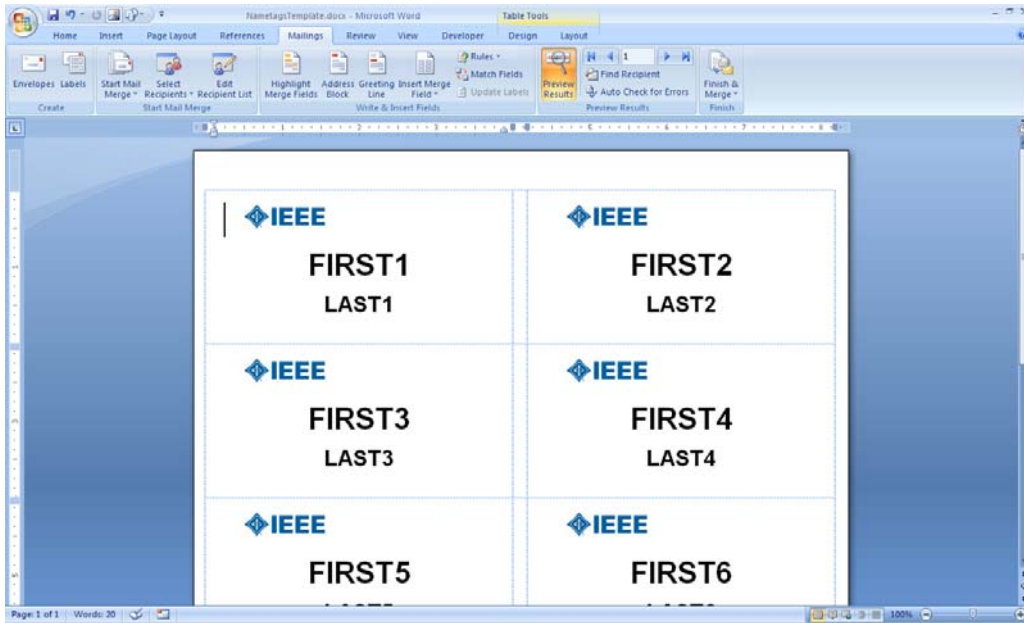 NametagsTemplate.docx - Microsoft Word
Table Tools
Home Insert Page Layout References Mailings Review View Developer Design Layout
Envelopes Labels
Create
Start Mail Merge
Select Recipients
Edit Recipient List
Start Mail Merge
Highlight Merge Fields
Address Block
Greeting Line
Insert Merge Field
Rules
Match Fields
Update Labels
Write & Insert Fields
Preview Results
1
Find Recipient
Auto Check for Errors
Preview Results
Finish & Merge
Finish
IEEE IEEE
FIRST1 FIRST2
LAST1 LAST2
IEEE IEEE
FIRST3 FIRST4
LAST3 LAST4
IEEE IEEE
FIRST5 FIRST6
Page: 1 of 1 Words: 20 100%